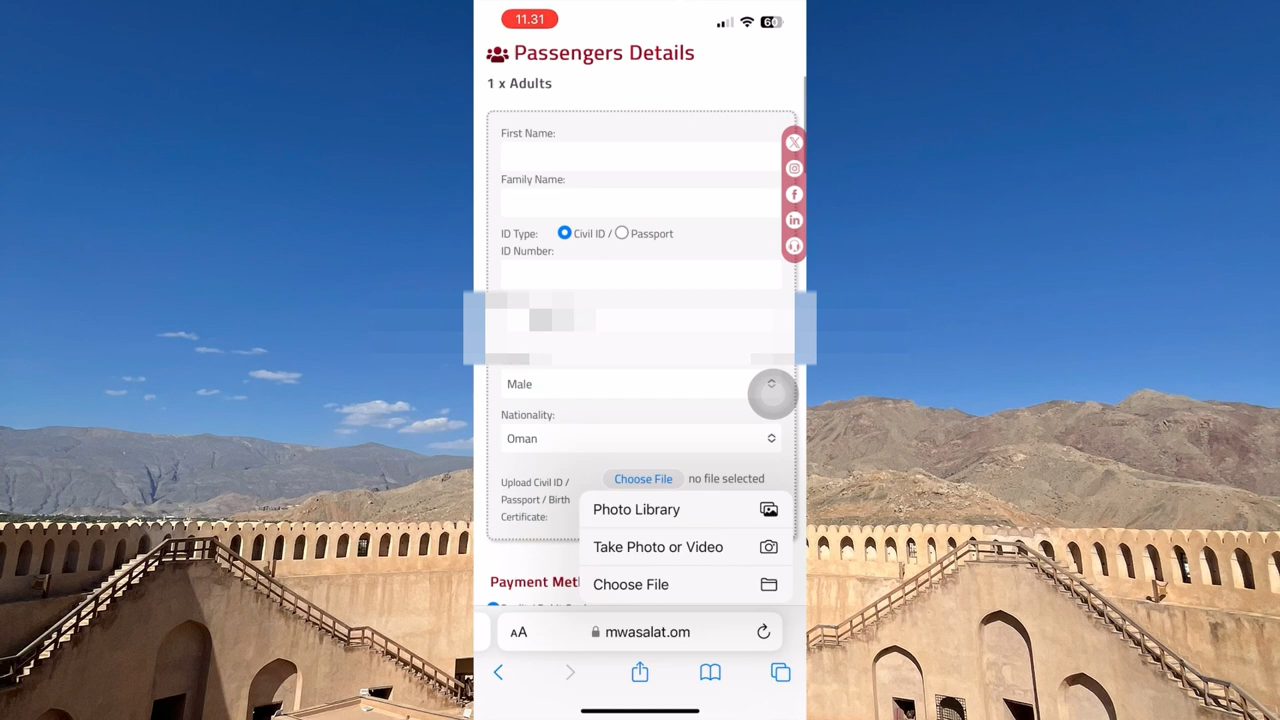 11.31
60
Passengers Details
1 x Adults
First Name:
Family Name:
ID Type: Civil ID / Passport
ID Number:
Male
Nationality:
Oman
Upload Civil ID / Passport / Birth Certificate:
Choose File no file selected
Photo Library
Take Photo or Video
Choose File
Payment Met
AA mwasalat.om